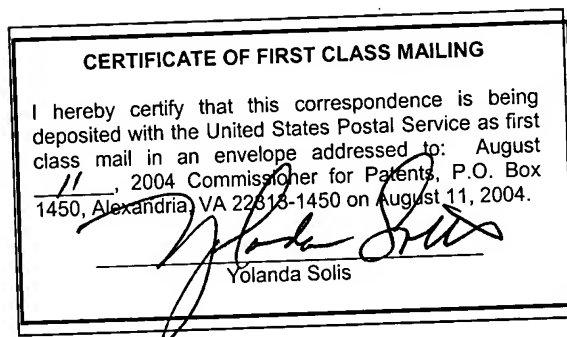 CERTIFICATE OF FIRST CLASS MAILING
I hereby certify that this correspondence is being
deposited with the United States Postal Service as first
class mail in an envelope addressed to: August
11, 2004 Commissioner for Patents, P.O. Box
1450, Alexandria, VA 22313-1450 on August 11, 2004.
Yolanda Solis
Yolanda Solis